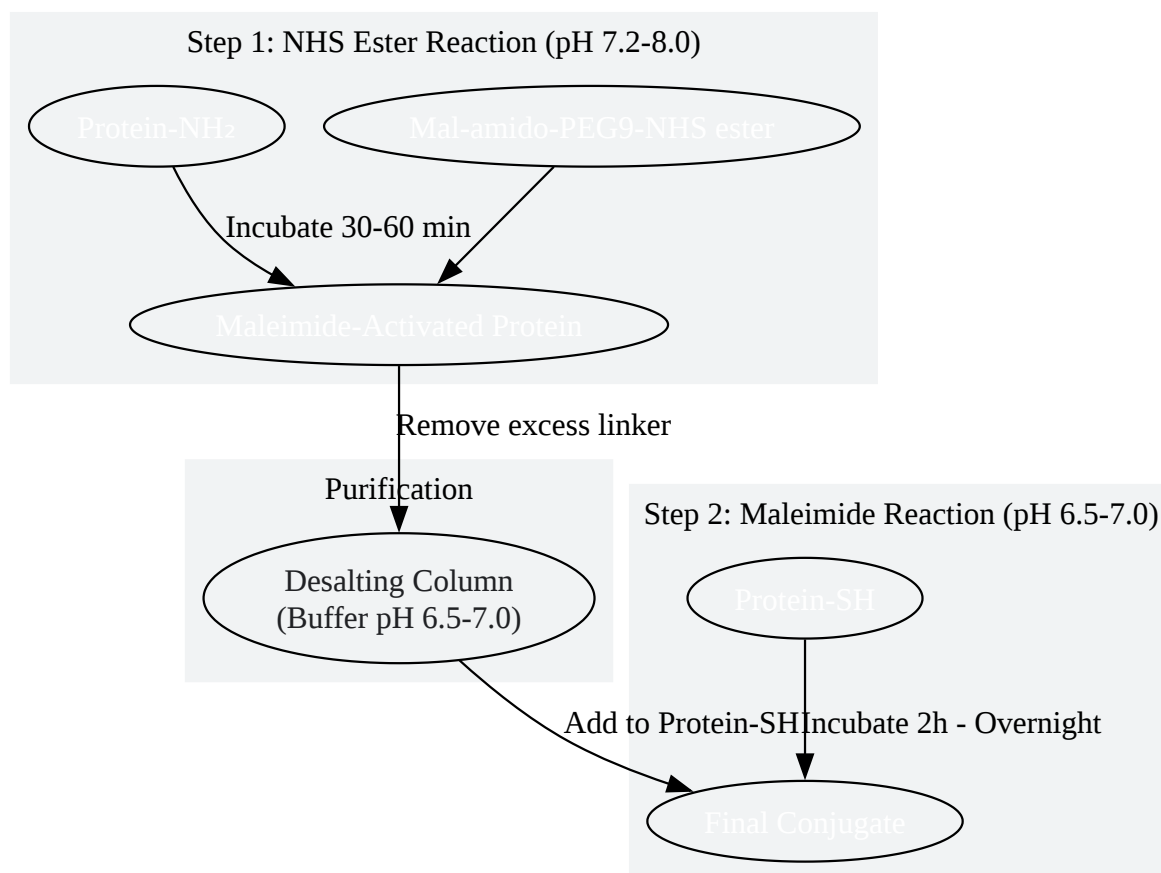 Step 1: NHS Ester Reaction (pH 7.2-8.0)
Protein-NH₂
Mal-amido-PEG9-NHS ester
Incubate 30-60 min
Maleimide-Activated Protein
Remove excess linker
Purification
Desalting Column
(Buffer pH 6.5-7.0)
Step 2: Maleimide Reaction (pH 6.5-7.0)
Protein-SH
Add to Protein-SH
Incubate 2h - Overnight
Final Conjugate